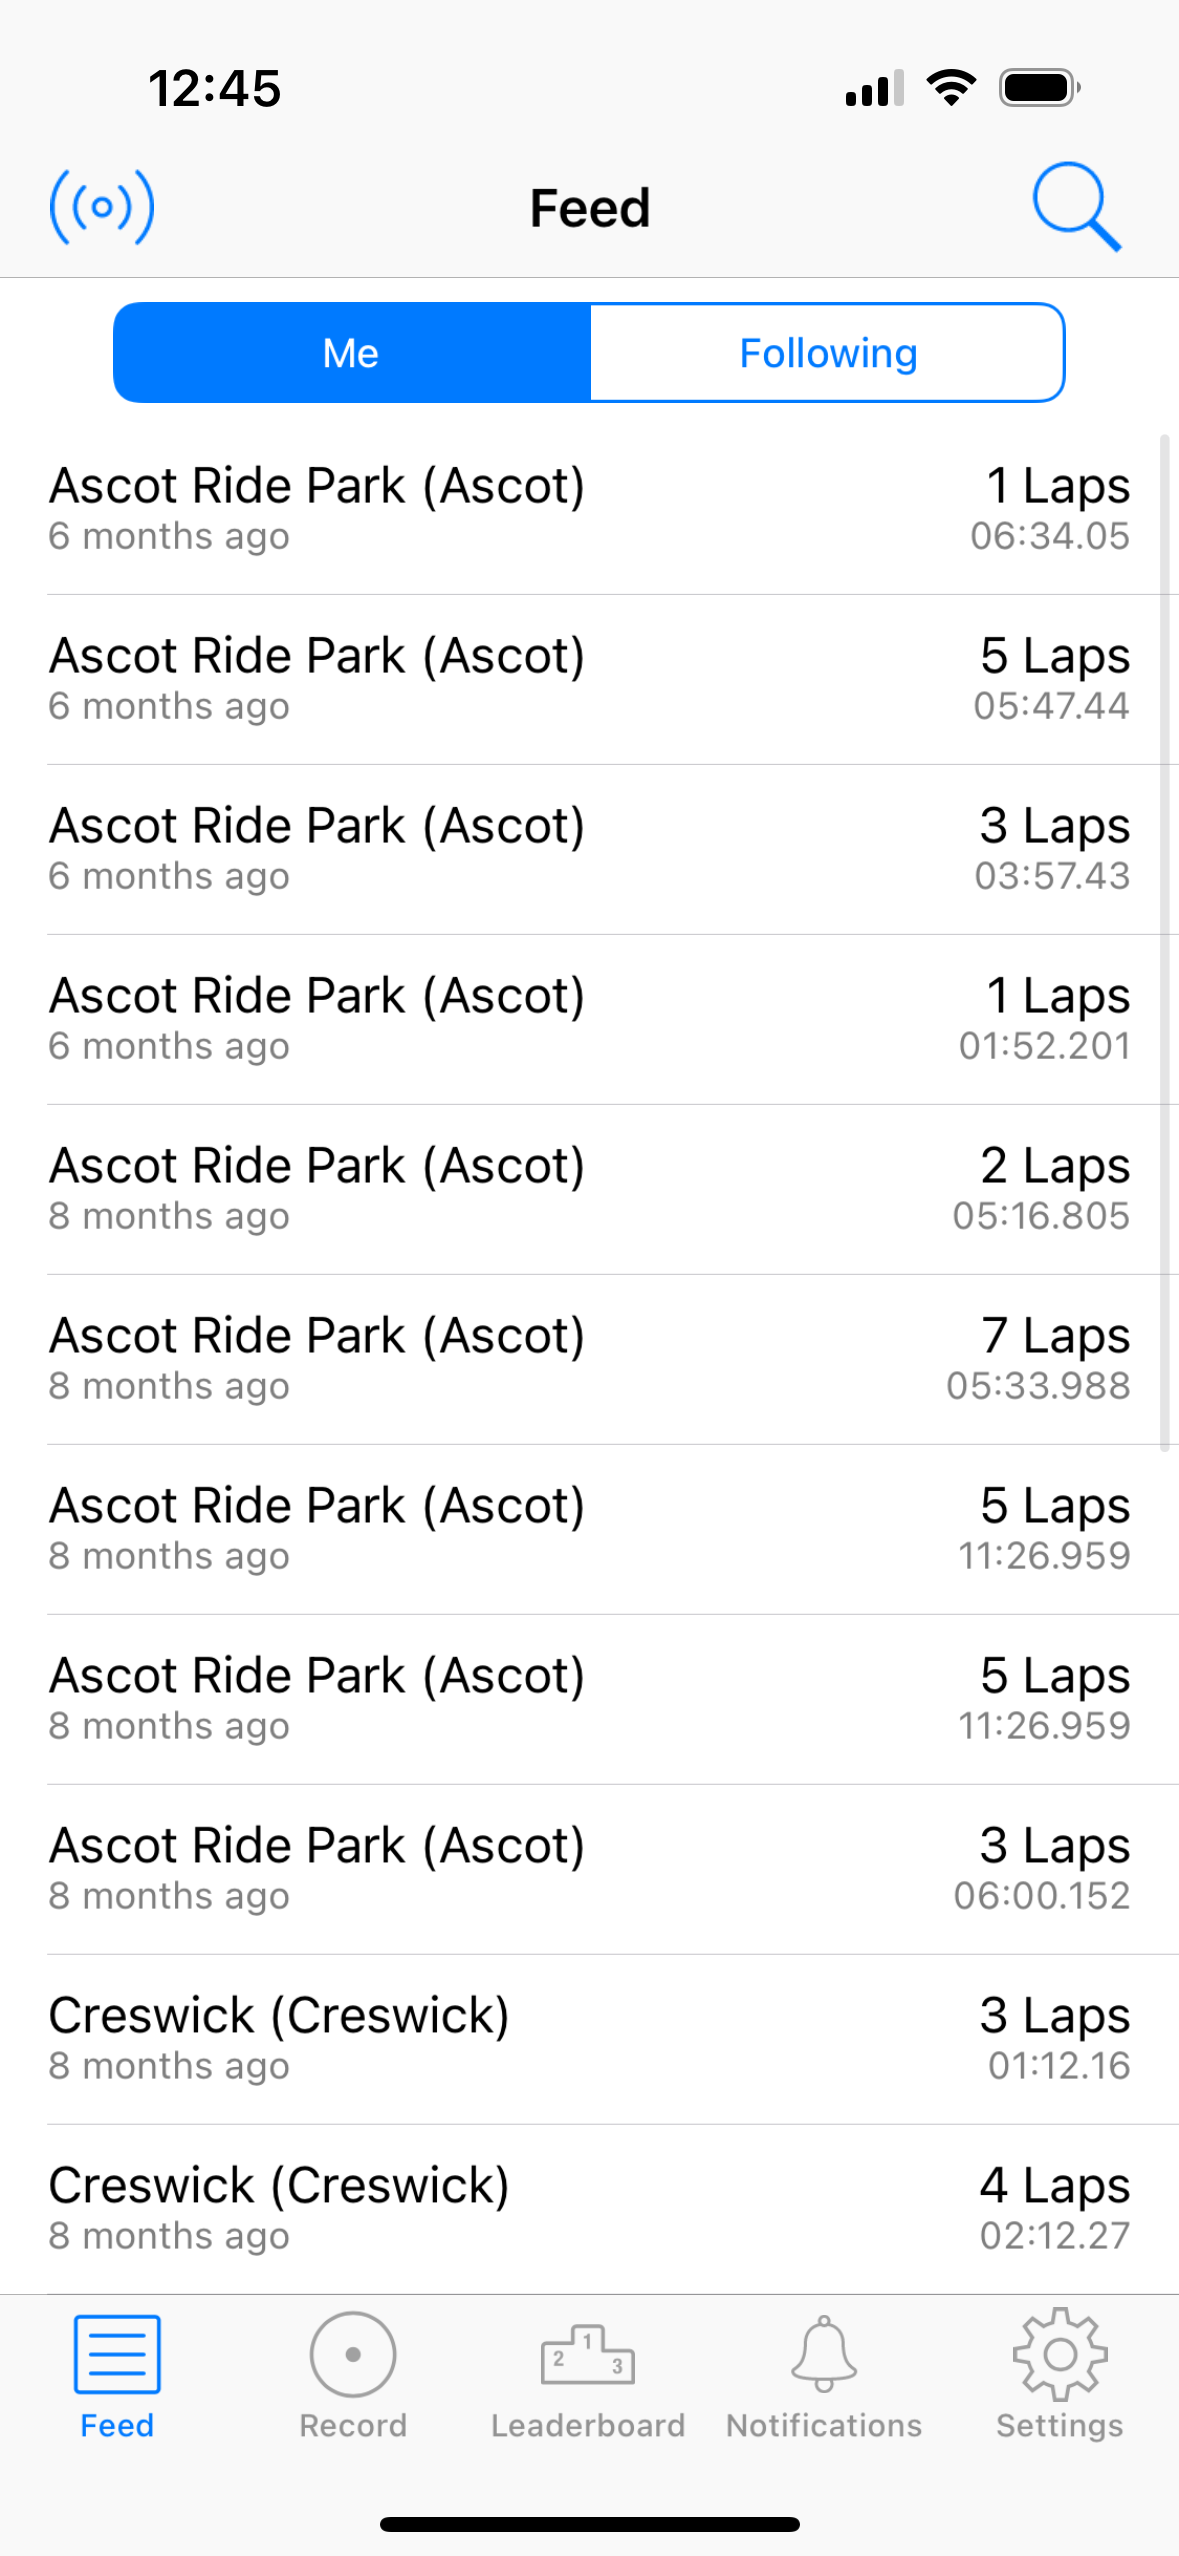 12:45
Feed
Me Following
Ascot Ride Park (Ascot) 1 Laps
6 months ago 06:34.05
Ascot Ride Park (Ascot) 5 Laps
6 months ago 05:47.44
Ascot Ride Park (Ascot) 3 Laps
6 months ago 03:57.43
Ascot Ride Park (Ascot) 1 Laps
6 months ago 01:52.201
Ascot Ride Park (Ascot) 2 Laps
8 months ago 05:16.805
Ascot Ride Park (Ascot) 7 Laps
8 months ago 05:33.988
Ascot Ride Park (Ascot) 5 Laps
8 months ago 11:26.959
Ascot Ride Park (Ascot) 5 Laps
8 months ago 11:26.959
Ascot Ride Park (Ascot) 3 Laps
8 months ago 06:00.152
Creswick (Creswick) 3 Laps
8 months ago 01:12.16
Creswick (Creswick) 4 Laps
8 months ago 02:12.27
2 1 3
Feed Record Leaderboard Notifications Settings